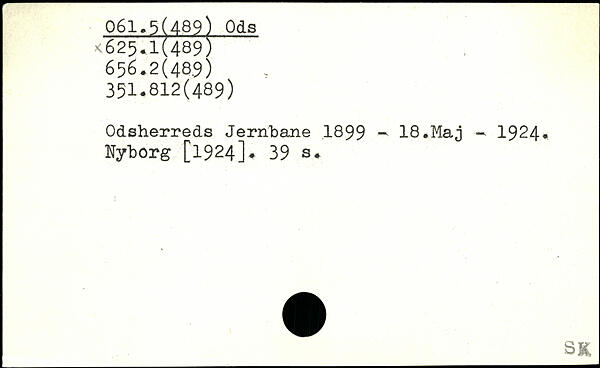 061.5(489) Ods
x625.1(489)
656.2(489)
351.812(489)
Odsherreds Jernbane 1899 - 18.Maj - 1924.
Nyborg [1924]. 39 s.
SK